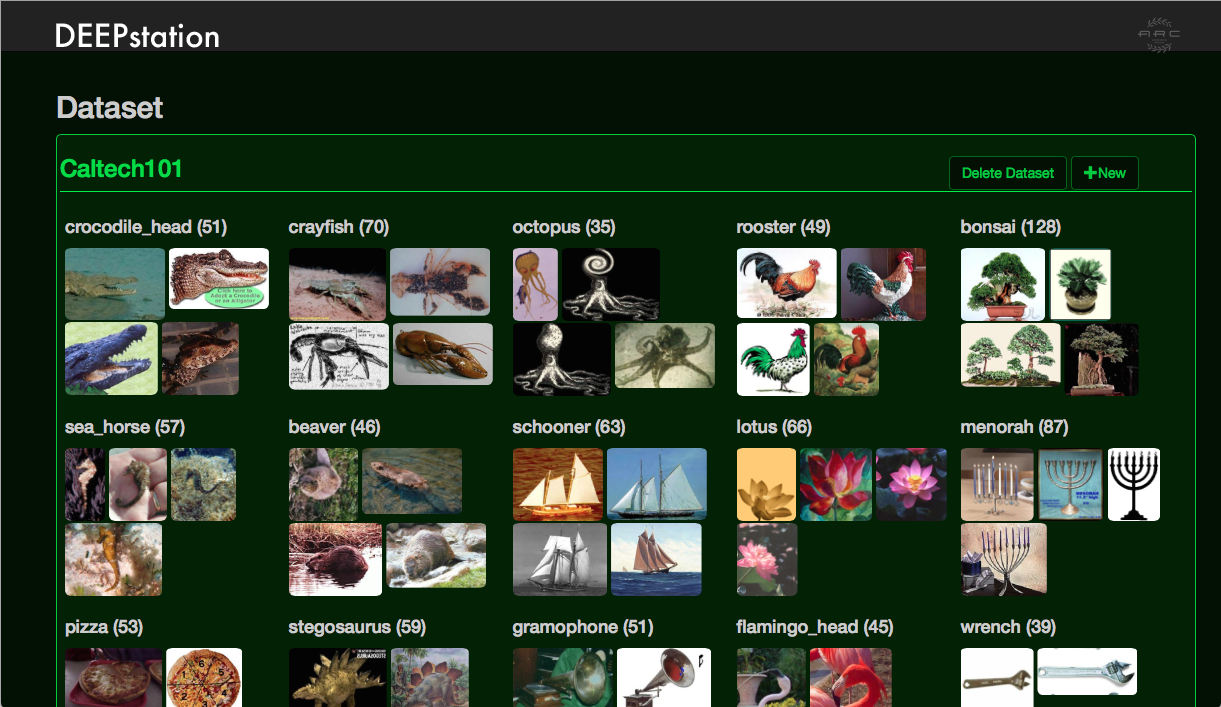 DEEPstation
ARC
Dataset
Caltech101
Delete Dataset
+New
crocodile_head (51)
crayfish (70)
octopus (35)
rooster (49)
bonsai (128)
Click here to
Adopt a Crocodile
or an Alligator
sea_horse (57)
beaver (46)
schooner (63)
lotus (66)
menorah (87)
pizza (53)
stegosaurus (59)
gramophone (51)
flamingo_head (45)
wrench (39)